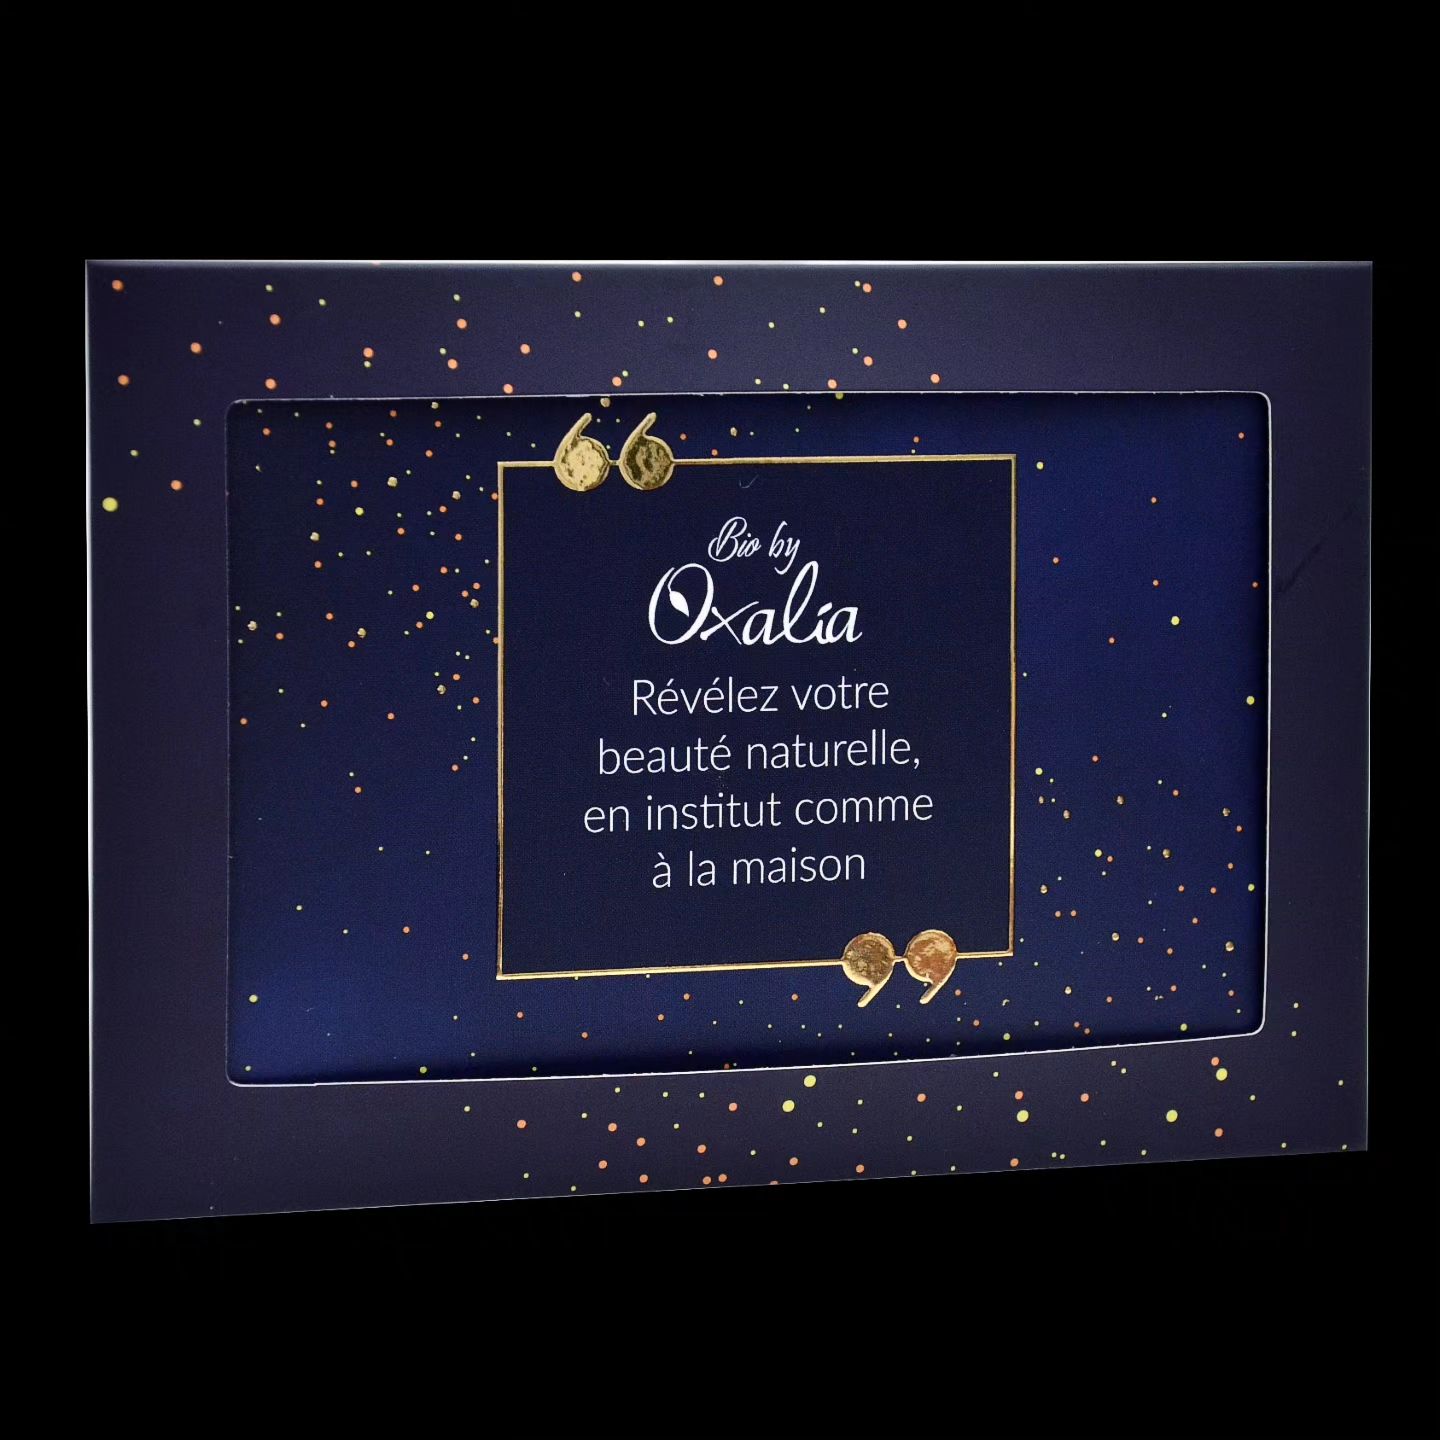 Bio by
Oxalia
Révélez votre
beauté naturelle,
en institut comme
à la maison